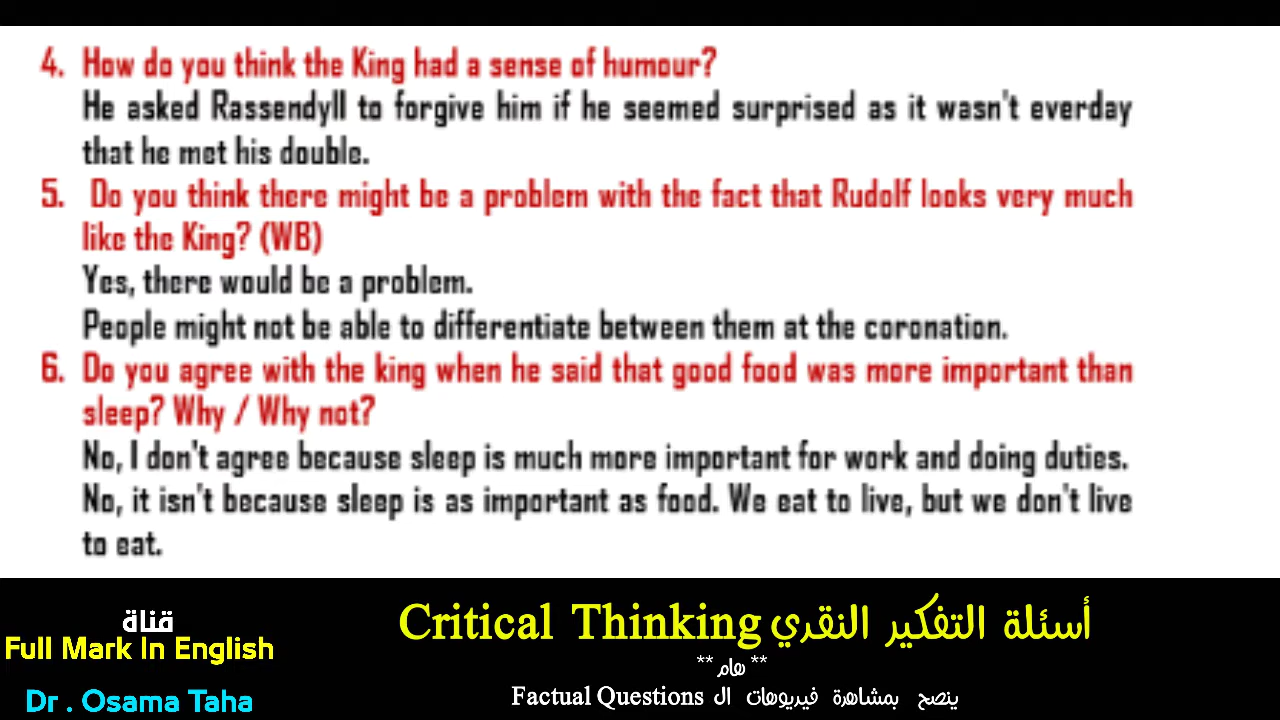 4. How do you think the King had a sense of humour?
He asked Rassendyll to forgive him if he seemed surprised as it wasn't everday
that he met his double.
5. Do you think there might be a problem with the fact that Rudolf looks very much
like the King? (WB)
Yes, there would be a problem.
People might not be able to differentiate between them at the coronation.
6. Do you agree with the king when he said that good food was more important than
sleep? Why / Why not?
No, I don't agree because sleep is much more important for work and doing duties.
No, it isn't because sleep is as important as food. We eat to live, but we don't live
to eat.
قناة
Full Mark In English
Dr . Osama Taha
أسئلة التفكير النقري Critical Thinking
** هام **
ينصح بمشاهرة فيريوهات ال Factual Questions